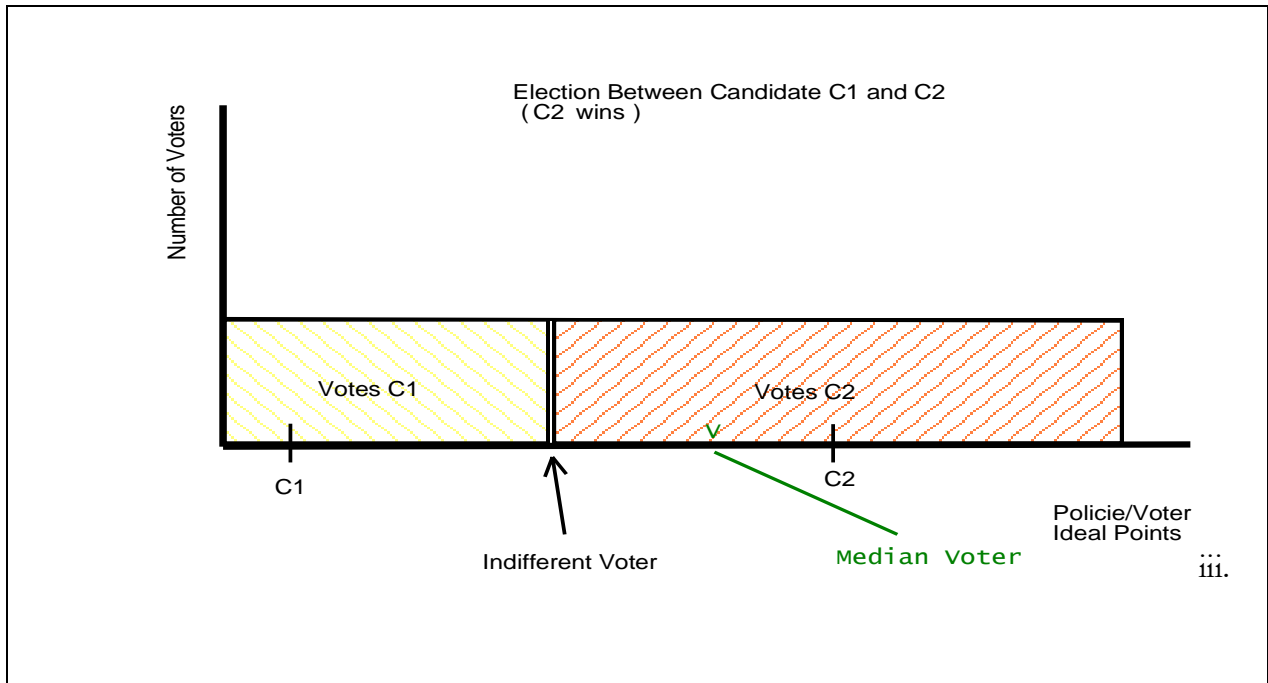 Election Between Candidate C1 and C2
( C2 wins )
Number of Voters
Votes C1
Votes C2
v
C1
C2
Policie/Voter
Ideal Points
Indifferent Voter
Median Voter
...
iii.